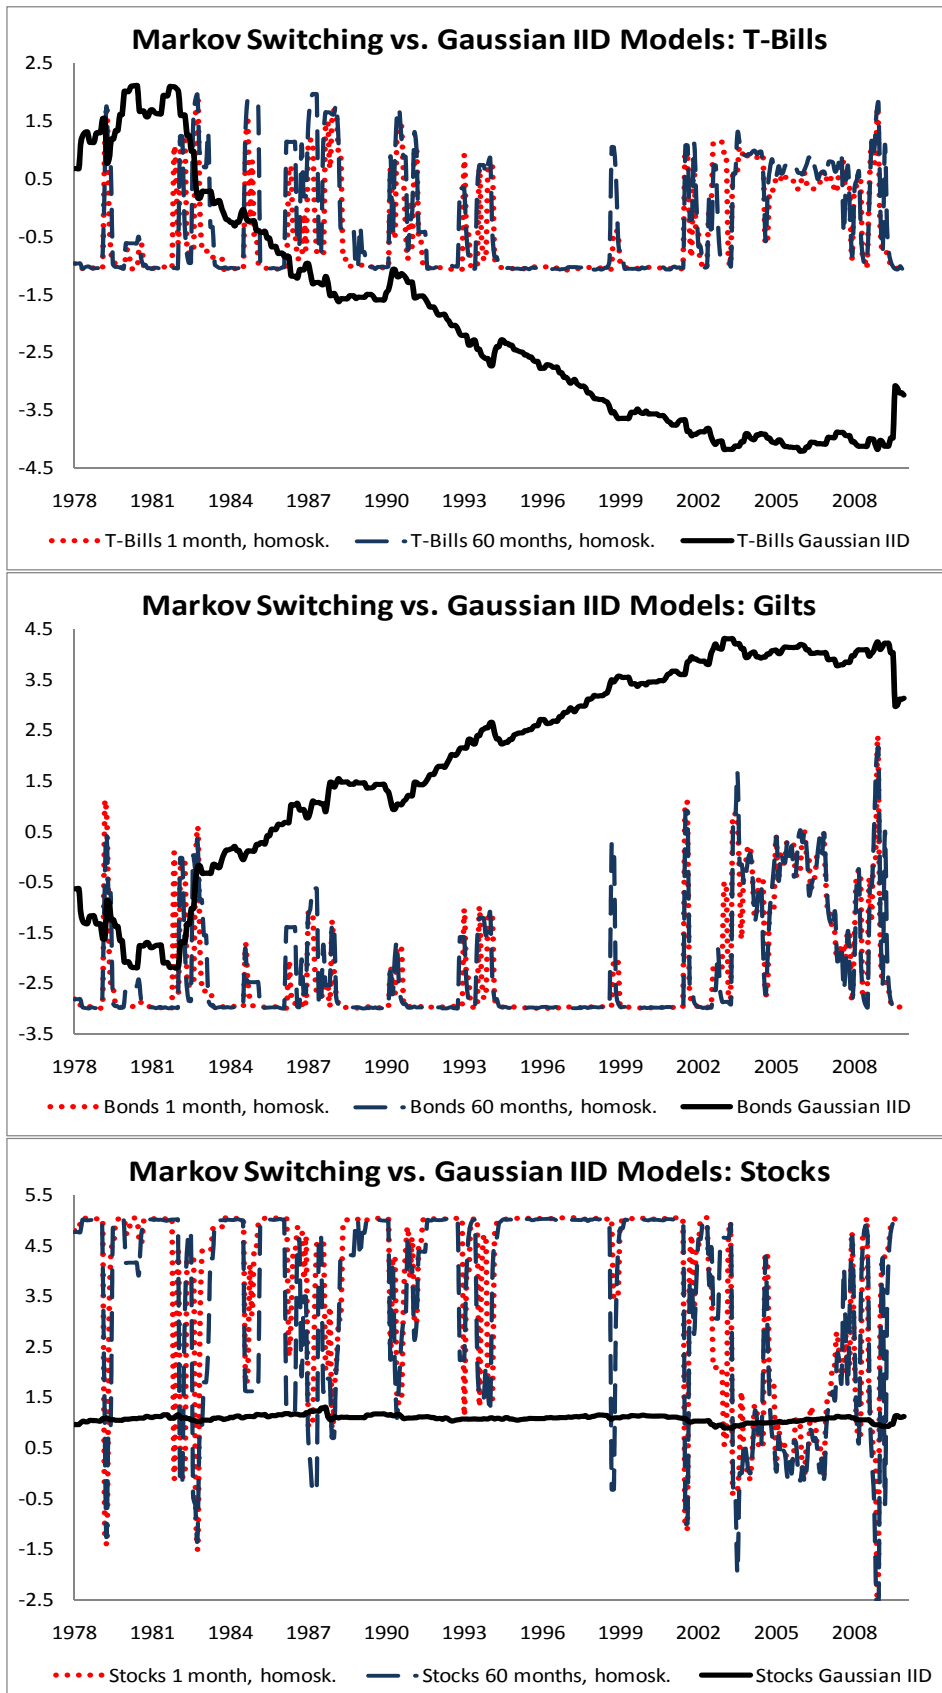 Markov Switching vs. Gaussian IID Models: T-Bills
2.5
1.5
0.5
-0.5
-1.5
-2.5
-3.5
-4.5
1978 1981 1984 1987 1990 1993 1996 1999 2002 2005 2008
T-Bills 1 month, homosk. T-Bills 60 months, homosk. T-Bills Gaussian IID
Markov Switching vs. Gaussian IID Models: Gilts
4.5
3.5
2.5
1.5
0.5
-0.5
-1.5
-2.5
-3.5
1978 1981 1984 1987 1990 1993 1996 1999 2002 2005 2008
Bonds 1 month, homosk. Bonds 60 months, homosk. Bonds Gaussian IID
Markov Switching vs. Gaussian IID Models: Stocks
5.5
4.5
3.5
2.5
1.5
0.5
-0.5
-1.5
-2.5
1978 1981 1984 1987 1990 1993 1996 1999 2002 2005 2008
Stocks 1 month, homosk. Stocks 60 months, homosk. Stocks Gaussian IID